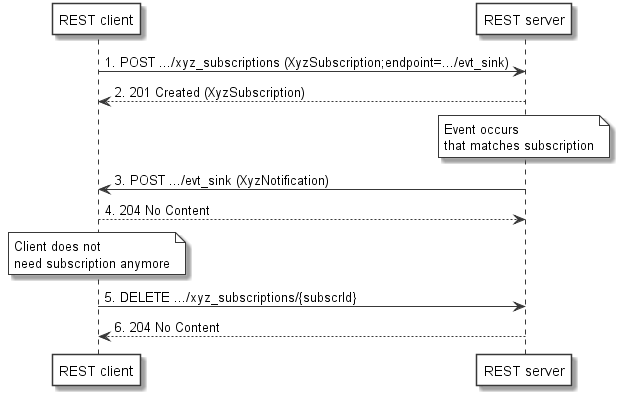 REST client
REST server
1. POST .../xyz_subscriptions (XyzSubscription;endpoint=.../evt_sink)
2. 201 Created (XyzSubscription)
Event occurs
that matches subscription
3. POST .../evt_sink (XyzNotification)
4. 204 No Content
Client does not
need subscription anymore
5. DELETE .../xyz_subscriptions/{subscrId}
6. 204 No Content
REST client
REST server